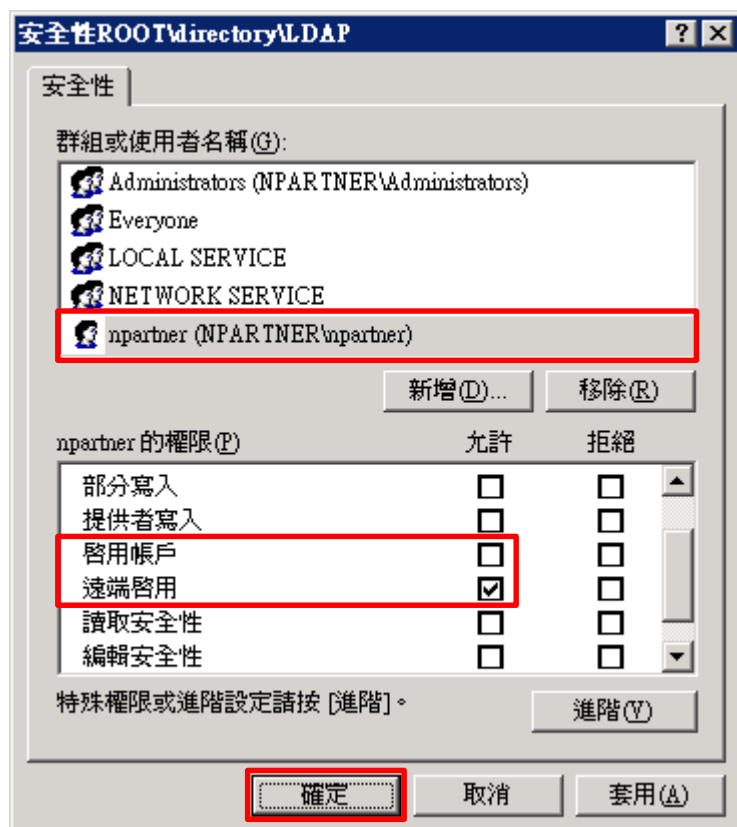 安全性ROOT\directory\LDAP
安全性
群組或使用者名稱(G):
Administrators (NPARTNER\Administrators)
Everyone
LOCAL SERVICE
NETWORK SERVICE
npartner (NPARTNER\npartner)
新增(D)... 移除(R)
npartner 的權限(P) 允許 拒絕
部分寫入
提供者寫入
啓用帳戶
遠端啓用
讀取安全性
編輯安全性
特殊權限或進階設定請按 [進階]。 進階(V)
確定 取消 套用(A)